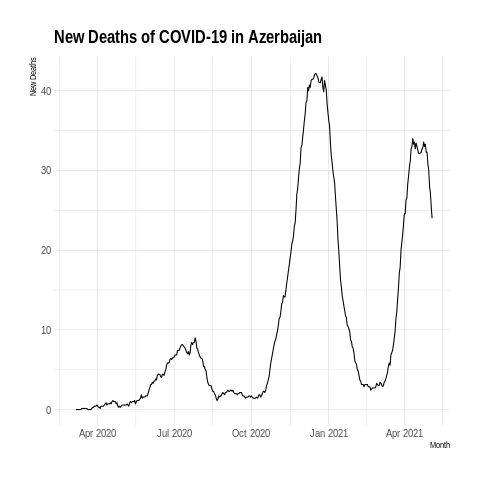 New Deaths of COVID-19 in Azerbaijan
New Deaths
40
30
20
10
0
Apr 2020
Jul 2020
Oct 2020
Jan 2021
Apr 2021
Month